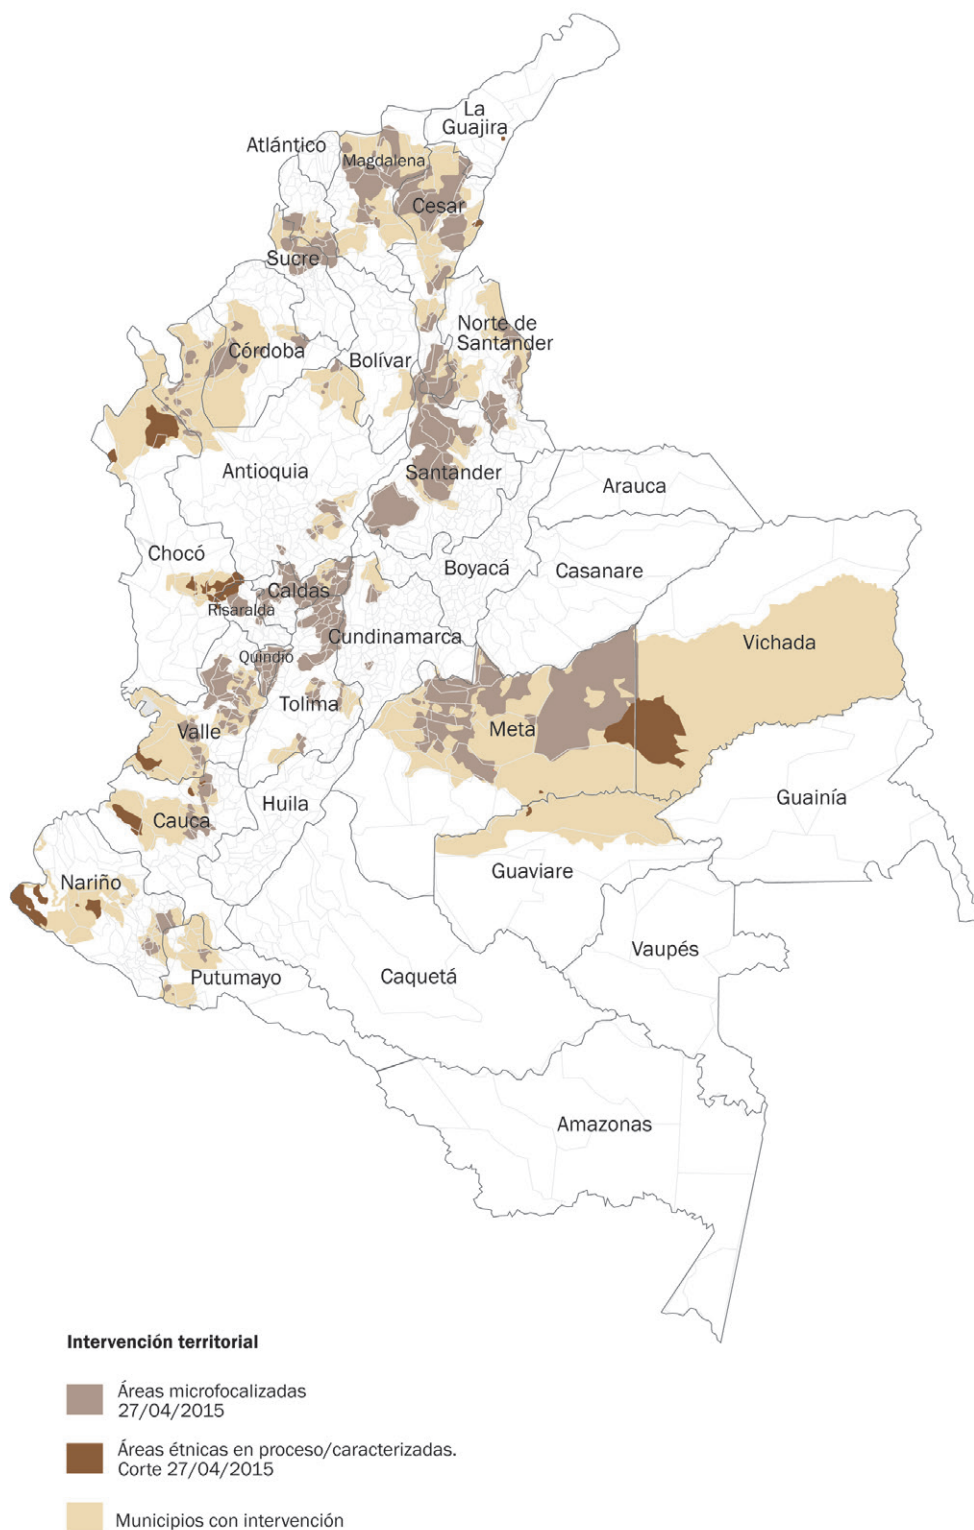 La
Guajira
Atlántico
Magdalena
Cesar
Sucre
Norte de
Santander
Córdoba
Bolívar
Antioquia
Santander
Arauca
Chocó
Boyacá
Casanare
Caldas
Risaralda
Cundinamarca
Vichada
Quindío
Tolima
Valle
Meta
Huila
Guainía
Cauca
Guaviare
Nariño
Vaupés
Putumayo
Caquetá
Amazonas
Intervención territorial
Áreas microfocalizadas
27/04/2015
Áreas étnicas en proceso/caracterizadas.
Corte 27/04/2015
Municipios con intervención